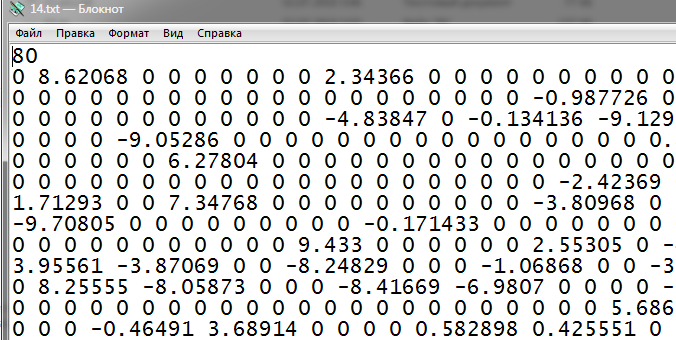 14.txt — Блокнот
Файл Правка Формат Вид Справка
80
0 8.62068 0 0 0 0 0 0 0 2.34366 0 0 0 0 0 0 0 0 0 0
0 0 0 0 0 0 0 0 0 0 0 0 0 0 0 0 0 0 0 0 -0.987726 0
0 0 0 0 0 0 0 0 0 0 0 0 -4.83847 0 -0.134136 -9.129
0 0 0 0 -9.05286 0 0 0 0 0 0 0 0 0 0 0 0 0 0 0 0 0.
0 0 0 0 0 0 6.27804 0 0 0 0 0 0 0 0 0 0 0 0 0 0 0 0
0 0 0 0 0 0 0 0 0 0 0 0 0 0 0 0 0 0 0 0 0 -2.42369
1.71293 0 0 7.34768 0 0 0 0 0 0 0 0 0 0 -3.80968 0
-9.70805 0 0 0 0 0 0 0 0 0 -0.171433 0 0 0 0 0 0 0
0 0 0 0 0 0 0 0 0 0 0 9.433 0 0 0 0 0 0 2.55305 0 -
3.95561 -3.87069 0 0 -8.24829 0 0 0 -1.06868 0 0 -3
0 8.25555 -8.05873 0 0 0 -8.41669 -6.9807 0 0 0 0 -
0 0 0 0 0 0 0 0 0 0 0 0 0 0 0 0 0 0 0 0 0 0 0 5.686
0 0 0 -0.46491 3.68914 0 0 0 0 0.582898 0.425551 0